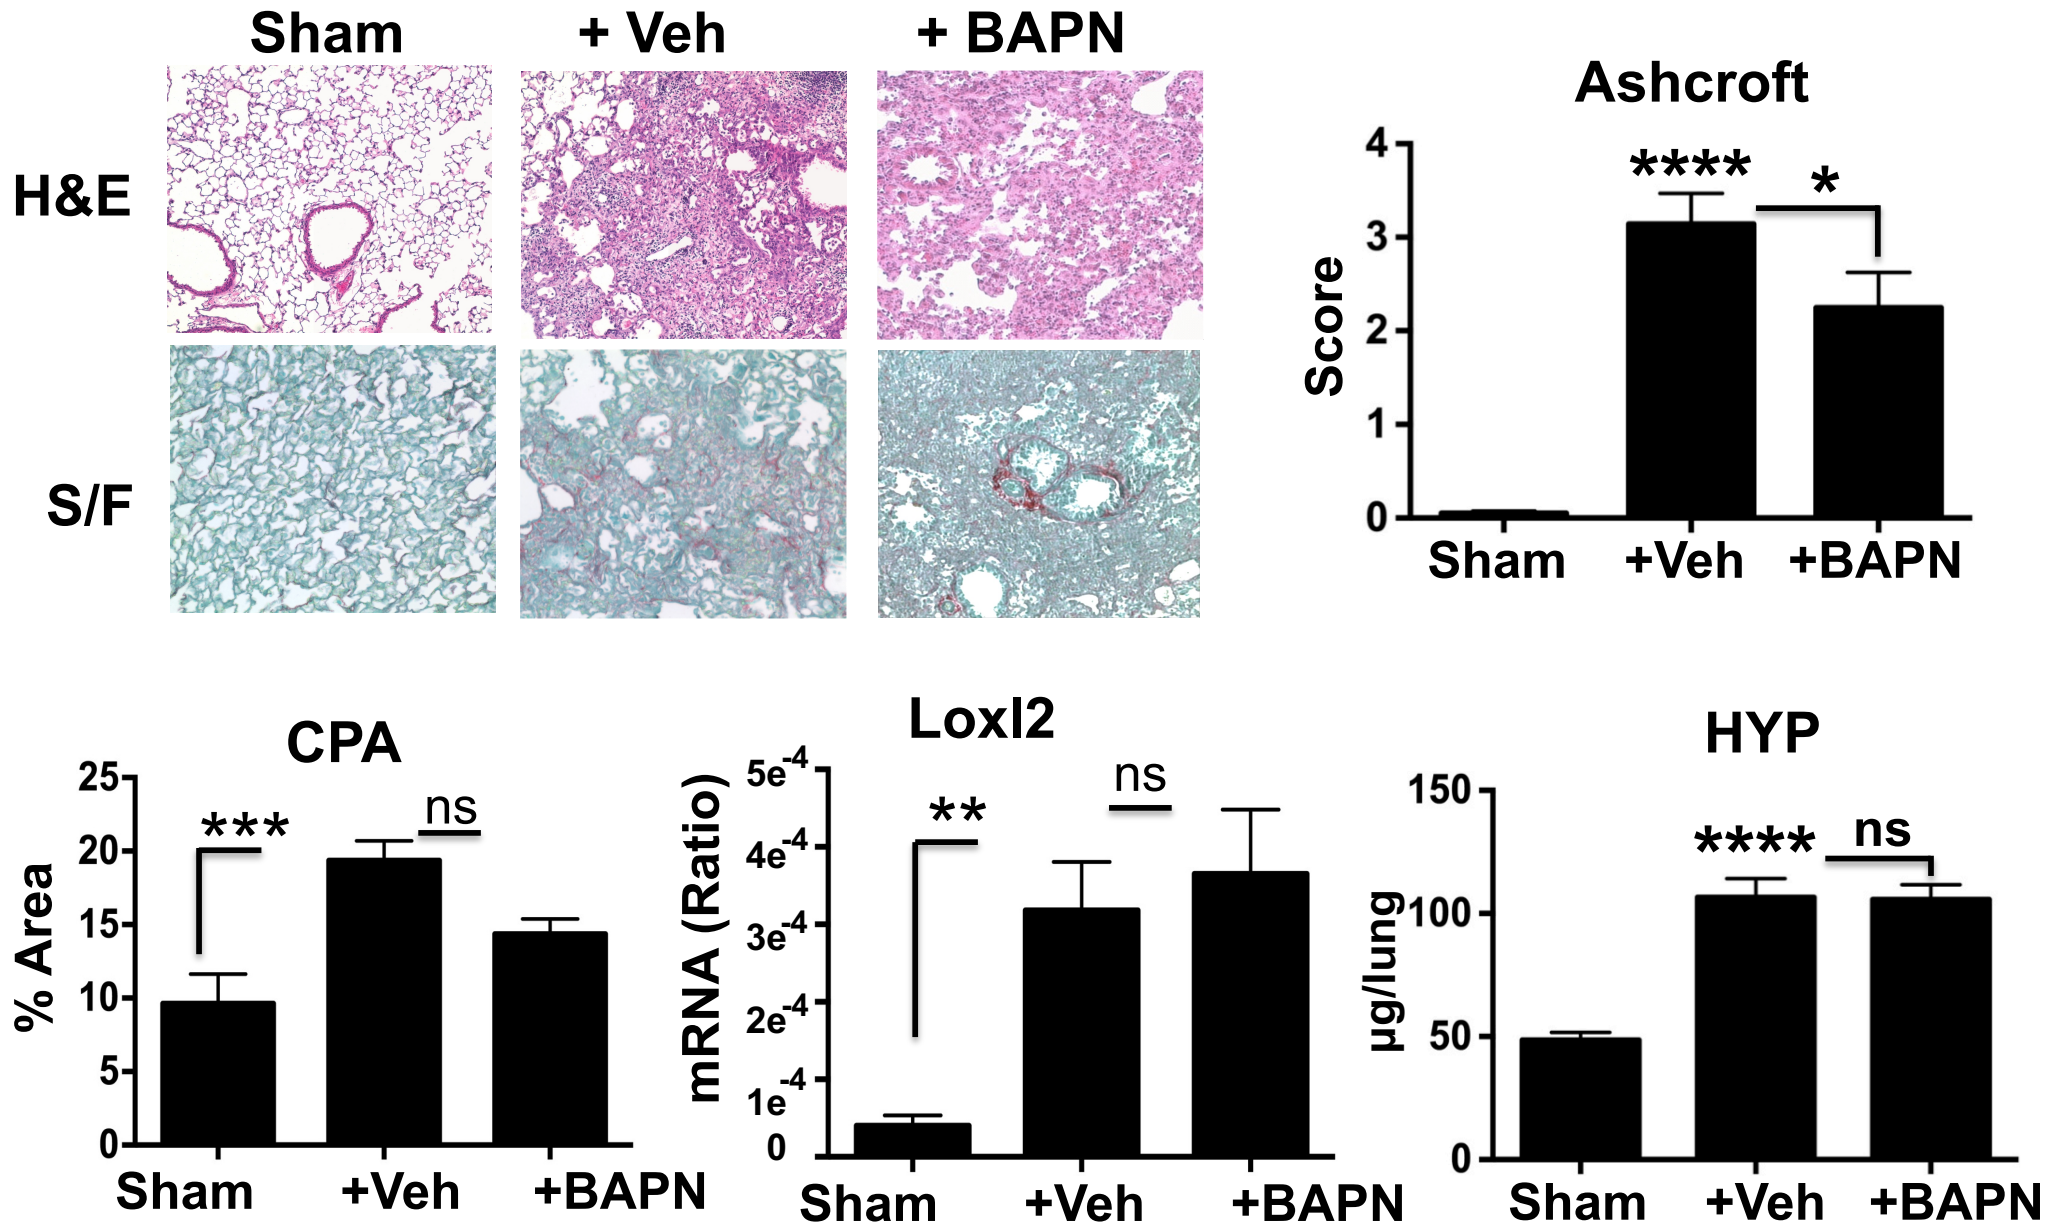 Sham
+ Veh
+ BAPN
H&E
S/F
Ashcroft
Score
4
3
2
1
0
****
*
Sham
+Veh
+BAPN
CPA
% Area
25
20
15
10
5
0
***
ns
Sham
+Veh
+BAPN
Loxl2
mRNA (Ratio)
5e-4
4e-4
3e-4
2e-4
1e-4
0
**
ns
Sham
+Veh
+BAPN
HYP
µg/lung
150
100
50
0
****
ns
Sham
+Veh
+BAPN